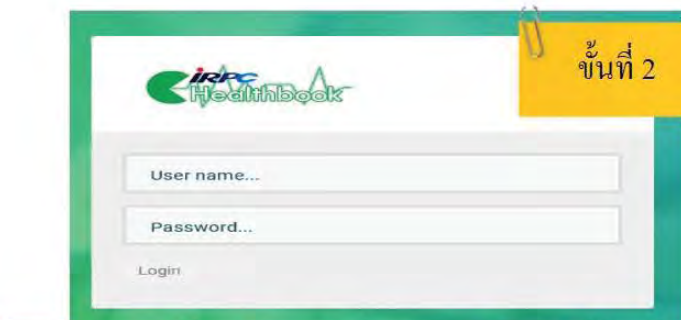 ขั้นที่ 2
iRPC
Healthbook
User name...
Password...
Login